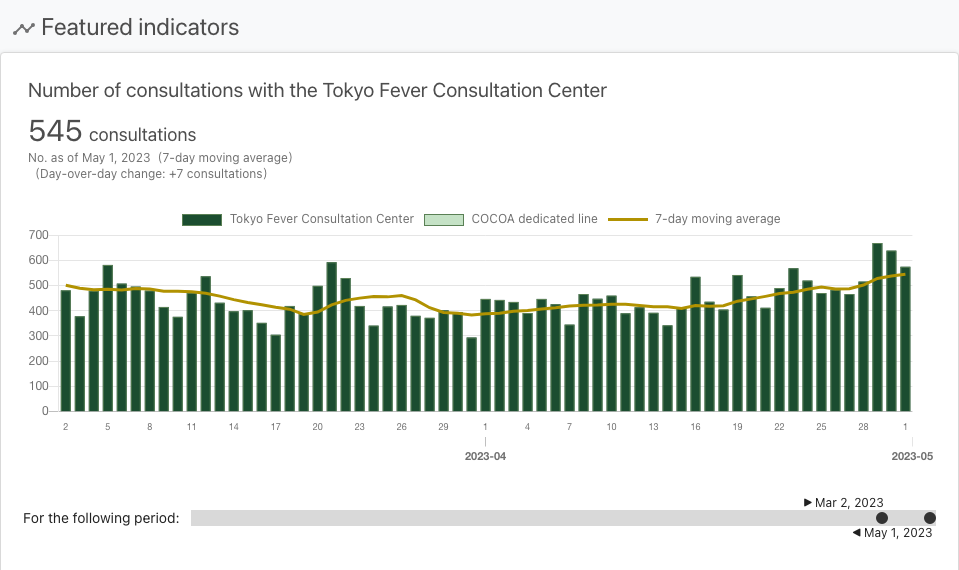 Featured indicators
Number of consultations with the Tokyo Fever Consultation Center
545 consultations
No. as of May 1, 2023 (7-day moving average)
(Day-over-day change: +7 consultations)
Tokyo Fever Consultation Center COCOA dedicated line 7-day moving average
700
600
500
400
300
200
100
0
2 5 8 11 14 17 20 23 26 29 1 4 7 10 13 16 19 22 25 28 1
2023-04 2023-05
▶ Mar 2, 2023
For the following period:
◀ May 1, 2023